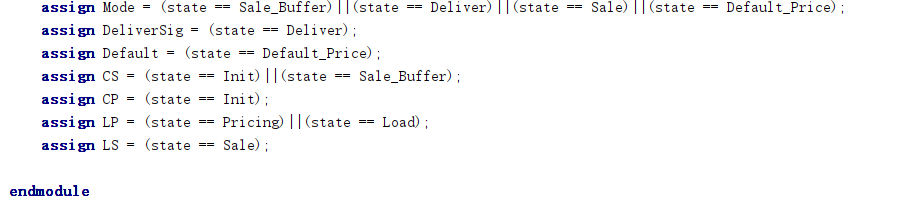 assign Mode = (state == Sale_Buffer)||(state == Deliver)||(state == Sale)||(state == Default_Price);
assign DeliverSig = (state == Deliver);
assign Default = (state == Default_Price);
assign CS = (state == Init)||(state == Sale_Buffer);
assign CP = (state == Init);
assign LP = (state == Pricing)||(state == Load);
assign LS = (state == Sale);
endmodule